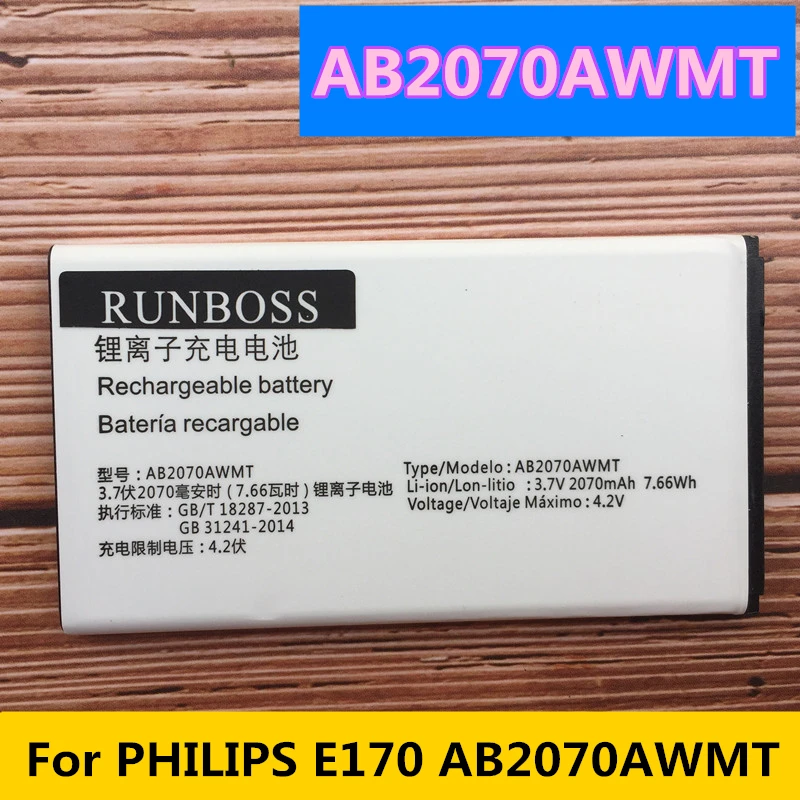 AB2070AWMT
RUNBOSS
锂离子充电电池
Rechargeable battery
Batería recargable
型号：AB2070AWMT
3.7伏2070毫安时（7.66瓦时）锂离子电池
执行标准：GB/T 18287-2013
GB 31241-2014
充电限制电压：4.2伏
Type/Modelo : AB2070AWMT
Li-ion/Lon-litio : 3.7V 2070mAh 7.66Wh
Voltage/Voltaje Máximo : 4.2V
For PHILIPS E170 AB2070AWMT